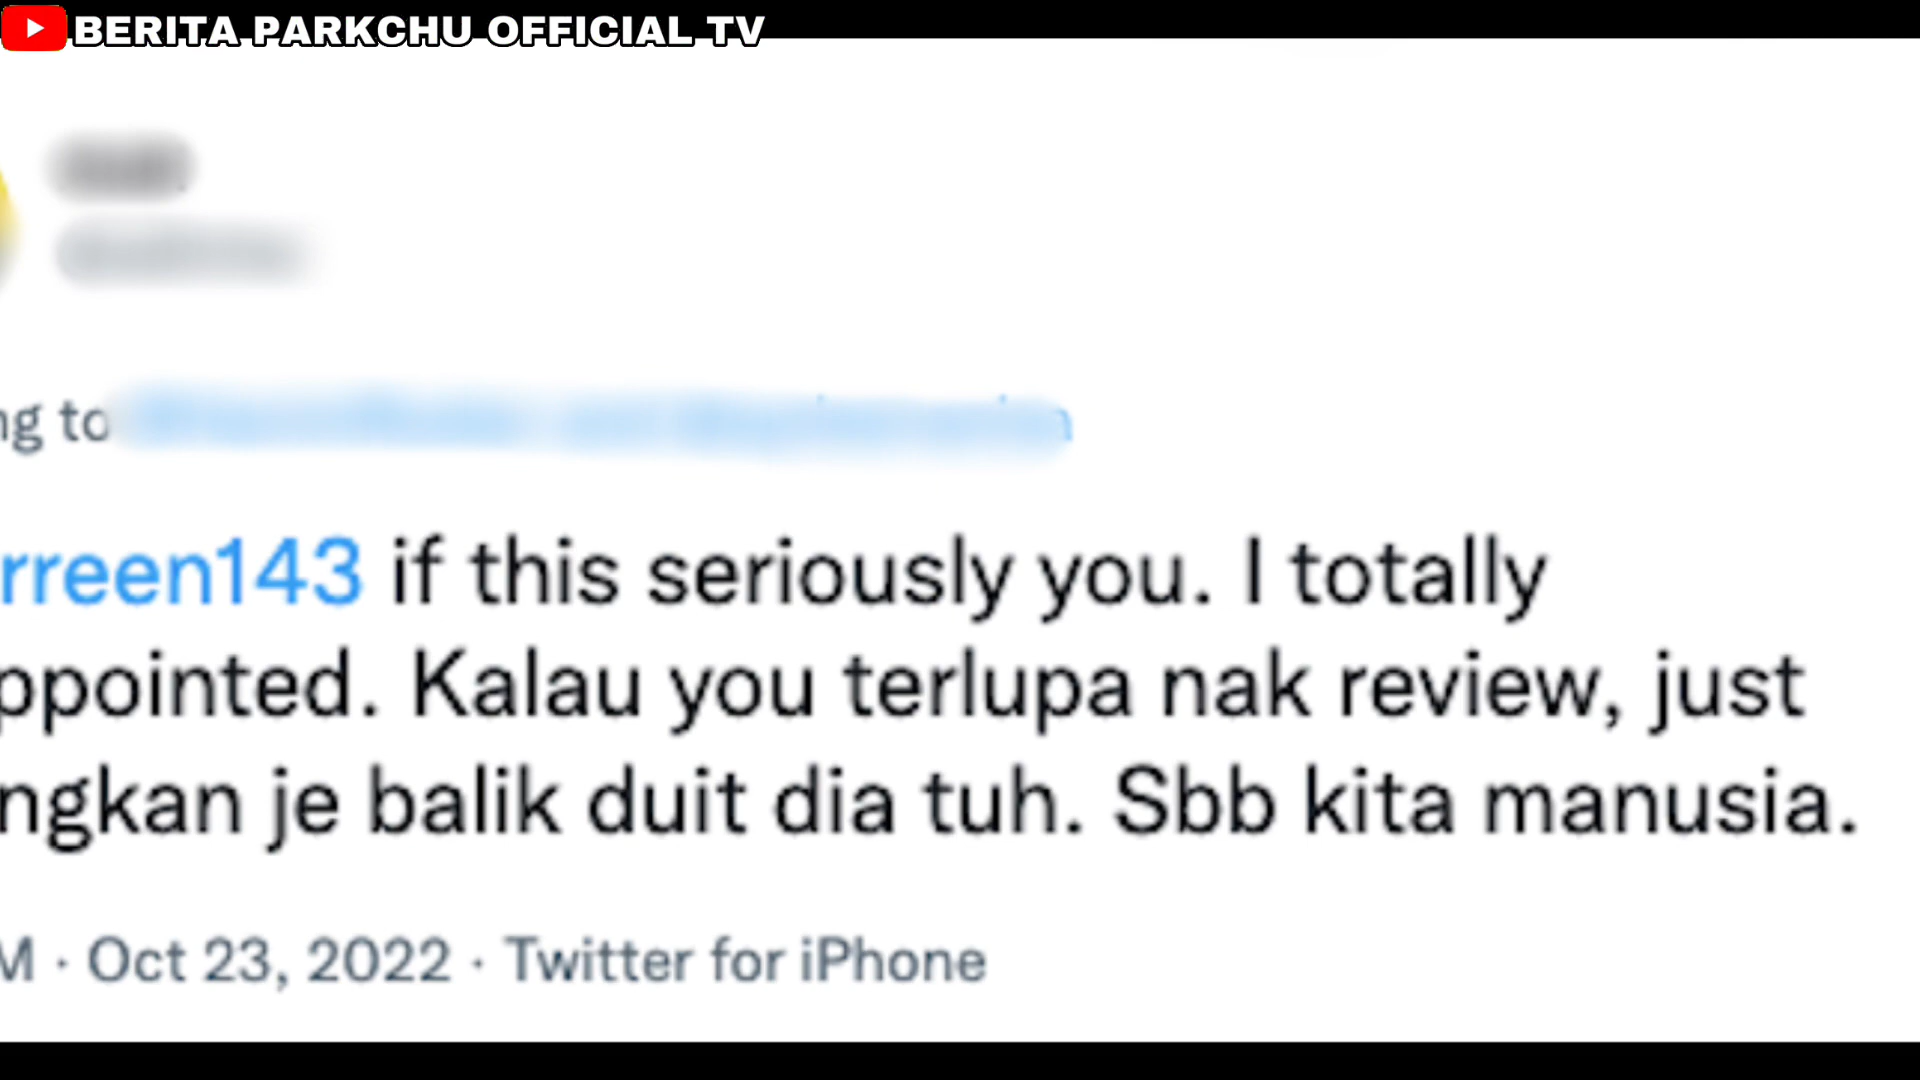 BERITA PARKCHU OFFICIAL TV
ng to
rreen143 if this seriously you. I totally
ppointed. Kalau you terlupa nak review, just
ngkan je balik duit dia tuh. Sbb kita manusia.
M · Oct 23, 2022 · Twitter for iPhone